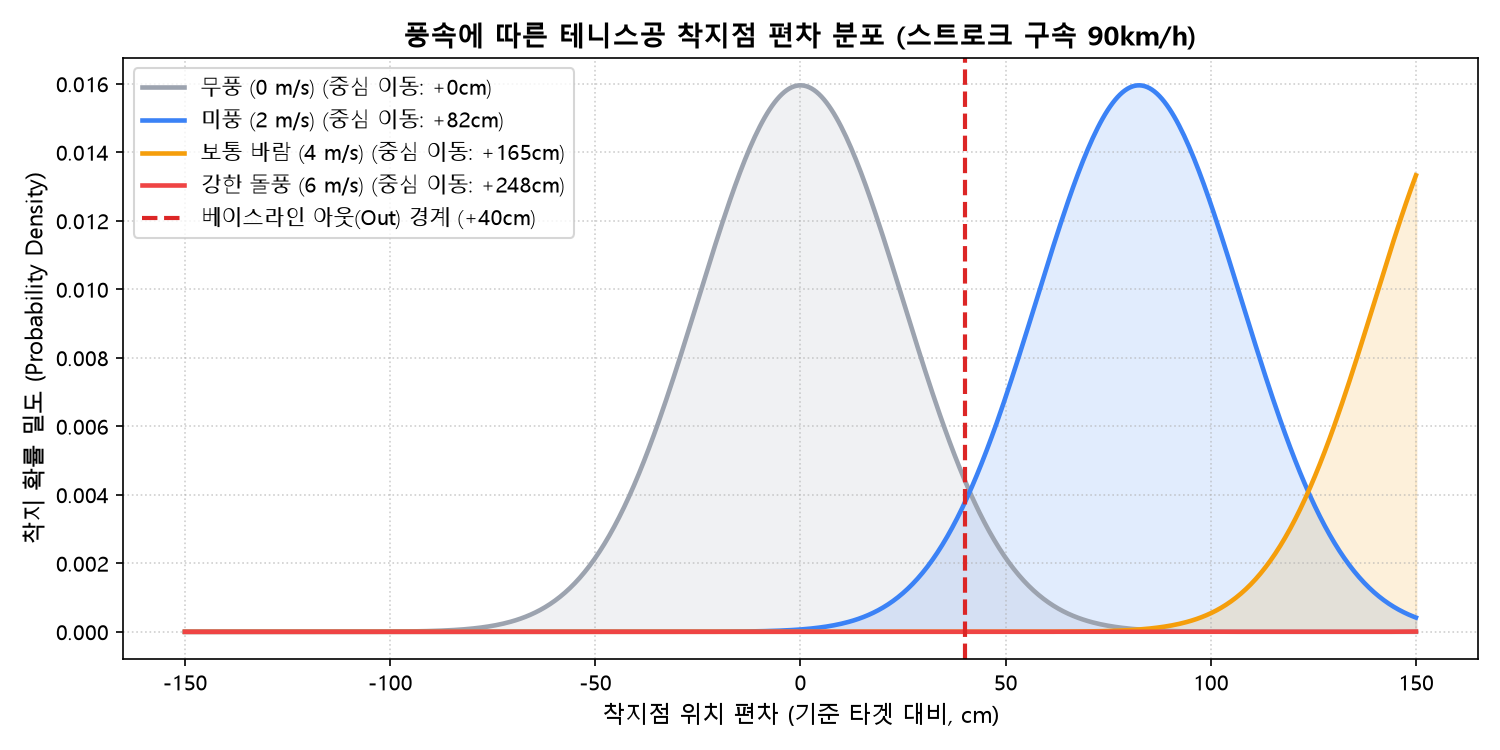 풍속에 따른 테니스공 착지점 편차 분포 (스트로크 구속 90km/h)
무풍 (0 m/s) (중심 이동: +0cm)
미풍 (2 m/s) (중심 이동: +82cm)
보통 바람 (4 m/s) (중심 이동: +165cm)
강한 돌풍 (6 m/s) (중심 이동: +248cm)
베이스라인 아웃(Out) 경계 (+40cm)
착지 확률 밀도 (Probability Density)
0.016
0.014
0.012
0.010
0.008
0.006
0.004
0.002
0.000
-150
-100
-50
0
50
100
150
착지점 위치 편차 (기준 타겟 대비, cm)